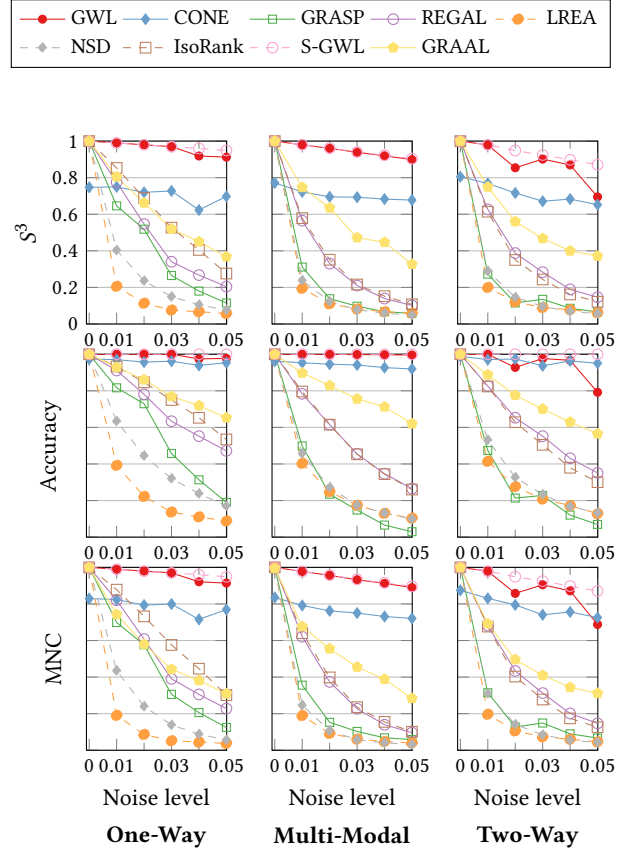 GWL CONE GRASP REGAL LREA
NSD IsoRank S-GWL GRAAL
1
0.8
0.6
0.4
0.2
0
S³
0 0.01 0.03 0.05 0 0.01 0.03 0.05 0 0.01 0.03 0.05
Accuracy
0 0.01 0.03 0.05 0 0.01 0.03 0.05 0 0.01 0.03 0.05
MNC
0 0.01 0.03 0.05 0 0.01 0.03 0.05 0 0.01 0.03 0.05
Noise level Noise level Noise level
One-Way Multi-Modal Two-Way